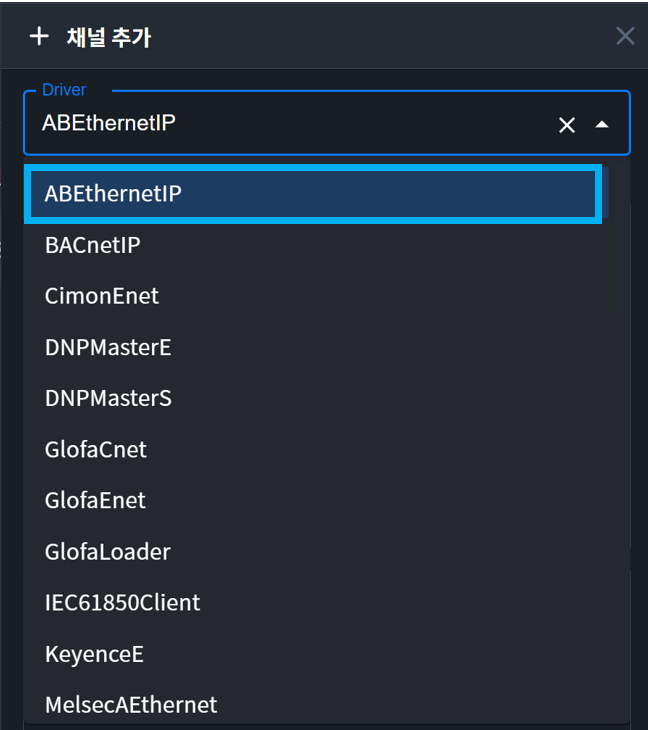 채널 추가
Driver
ABEthernetIP
ABEthernetIP
BACnetIP
CimonEnet
DNPMasterE
DNPMasterS
GlofaCnet
GlofaEnet
GlofaLoader
IEC61850Client
KeyenceE
MelsecAEthernet